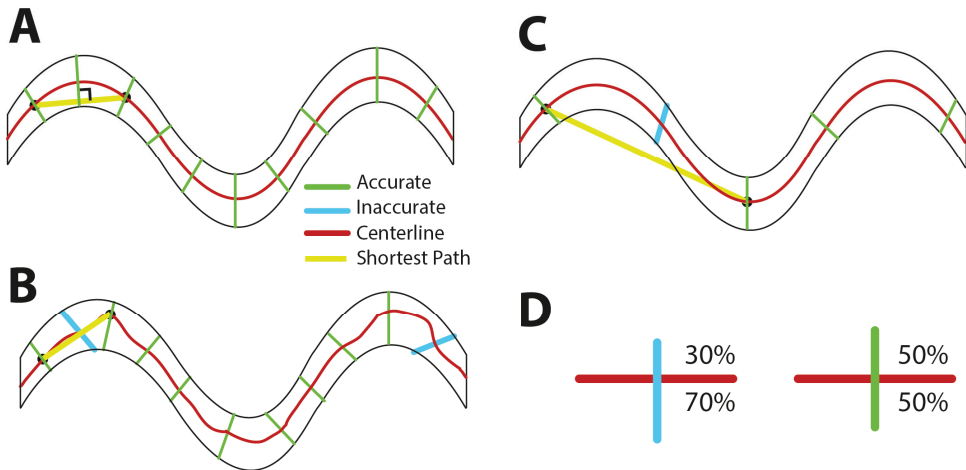 A
C
Accurate
Inaccurate
Centerline
Shortest Path
B
D
30%
70%
50%
50%